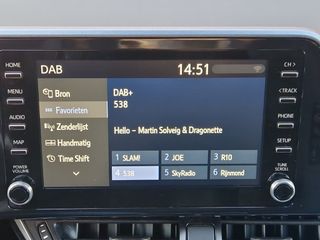 DAB 14:51
HOME
MENU
AUDIO
MAP
POWER
VOLUME
Bron
Favorieten
Zenderlijst
Handmatig
Time Shift
DAB+
538
Hello – Martin Solveig & Dragonette
1 SLAM!
2 JOE
3 R10
4 538
5 SkyRadio
6 Rijnmond
CH >
< TRACK
PHONE
SETUP
TUNE
SCROLL